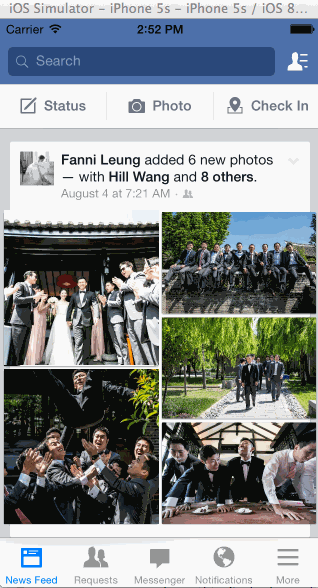 iOS Simulator – iPhone 5s – iPhone 5s / iOS 8...
Carrier 2:52 PM
Search
Status Photo Check In
Fanni Leung added 6 new photos
— with Hill Wang and 8 others.
August 4 at 7:21 AM ·
News Feed Requests Messenger Notifications More